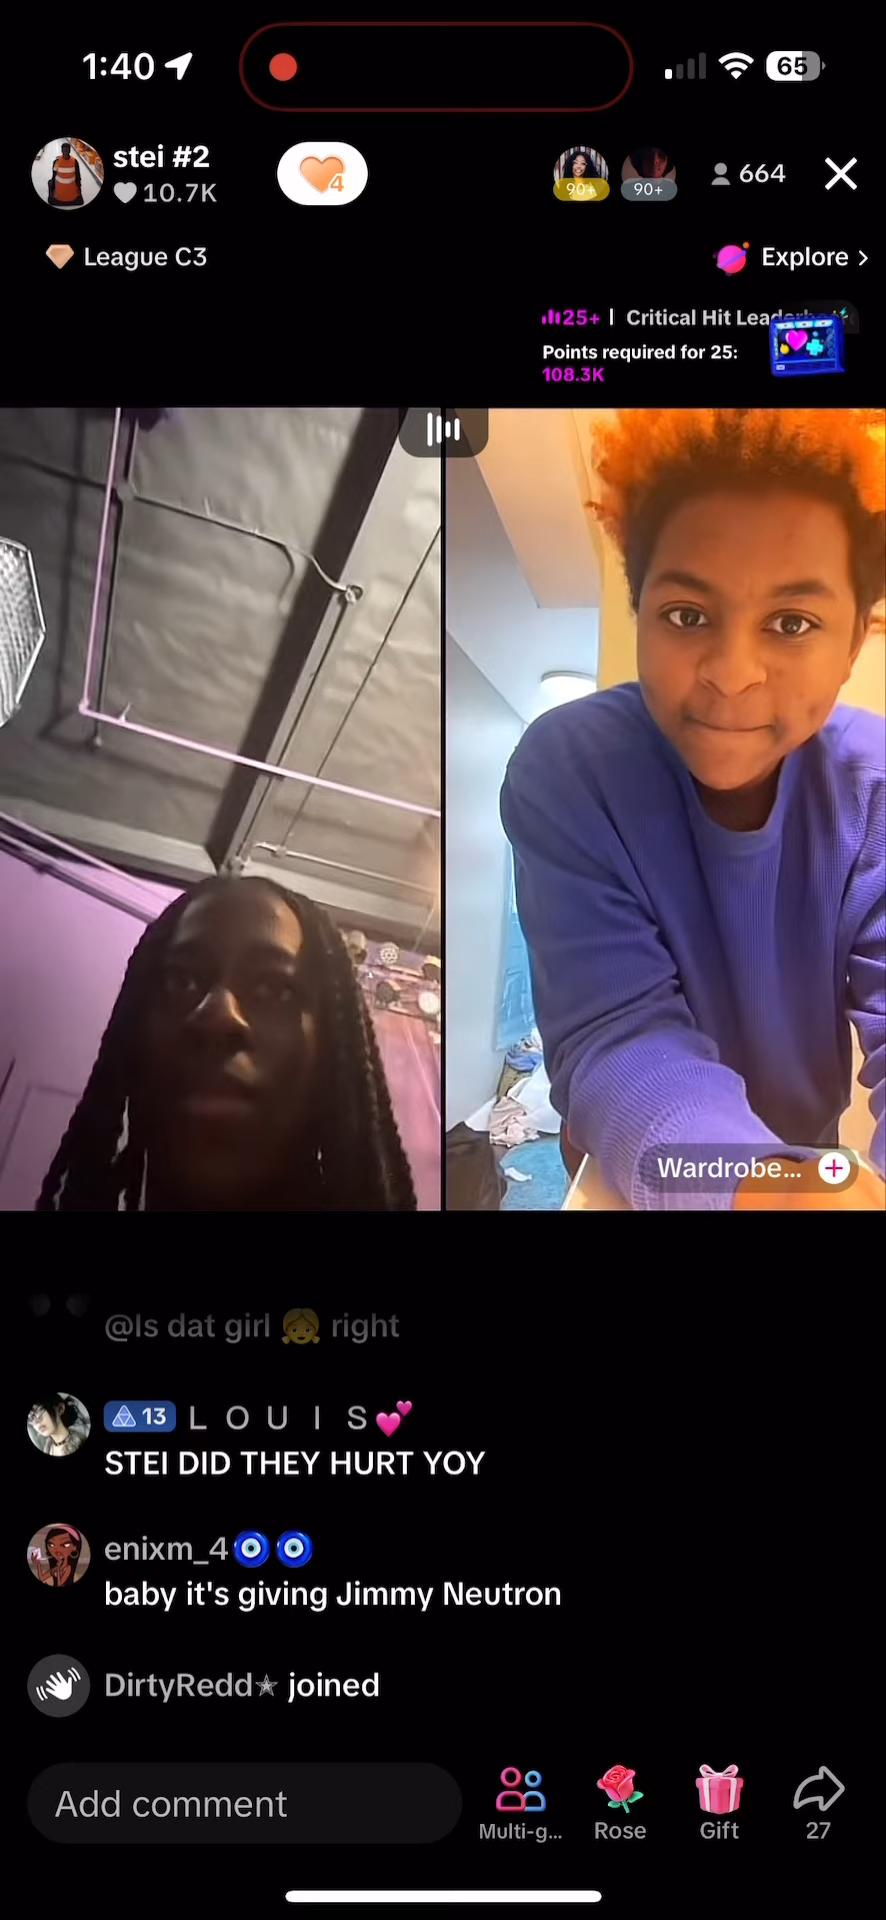 1:40
65
stei #2
10.7K
4
90+
90+
664
League C3
Explore
25+ | Critical Hit
Points required for 25:
108.3K
Wardrobe...
@Is dat girl 👧 right
13 L O U I S💕
STEI DID THEY HURT YOY
enixm_4🧿🧿
baby it's giving Jimmy Neutron
DirtyRedd✯ joined
Add comment
Multi-g...
Rose
Gift
27